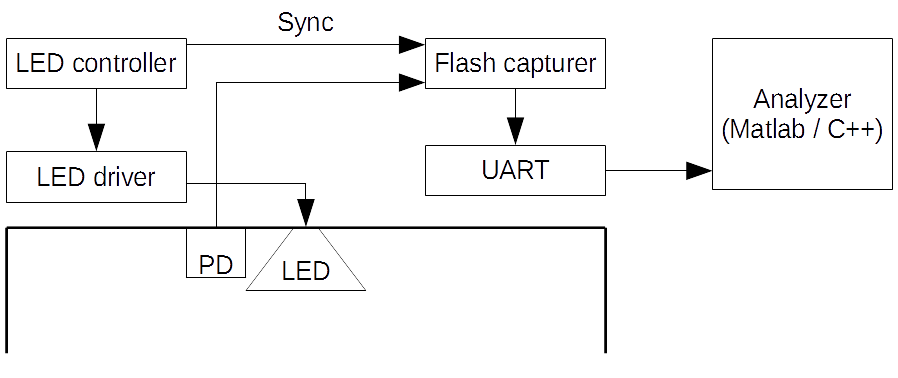 Sync
LED controller
Flash capturer
Analyzer
(Matlab / C++)
LED driver
UART
PD
LED